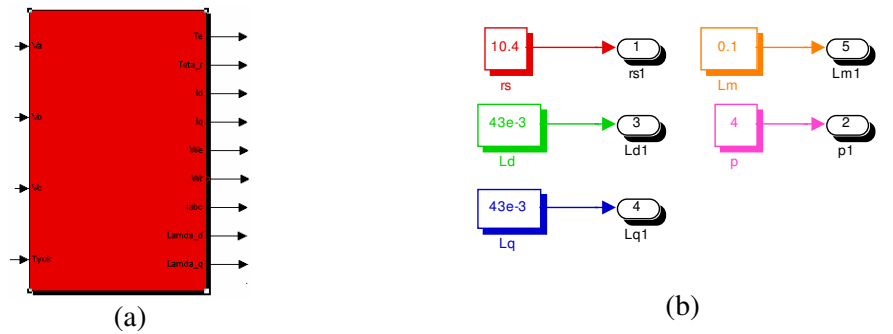 Va
Vb
Vc
Tyuk
Te
Teta_r
Id
Iq
We
Wr
Iabc
Lamda_d
Lamda_q
(a)
10.4
rs
1
rs1
0.1
Lm
5
Lm1
43e-3
Ld
3
Ld1
4
p
2
p1
43e-3
Lq
4
Lq1
(b)